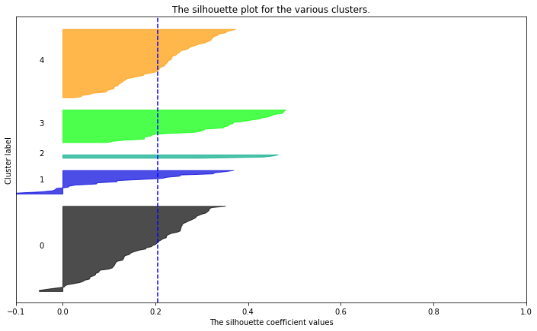 The silhouette plot for the various clusters.
Cluster label
4
3
2
1
0
-0.1 0.0 0.2 0.4 0.6 0.8 1.0
The silhouette coefficient values